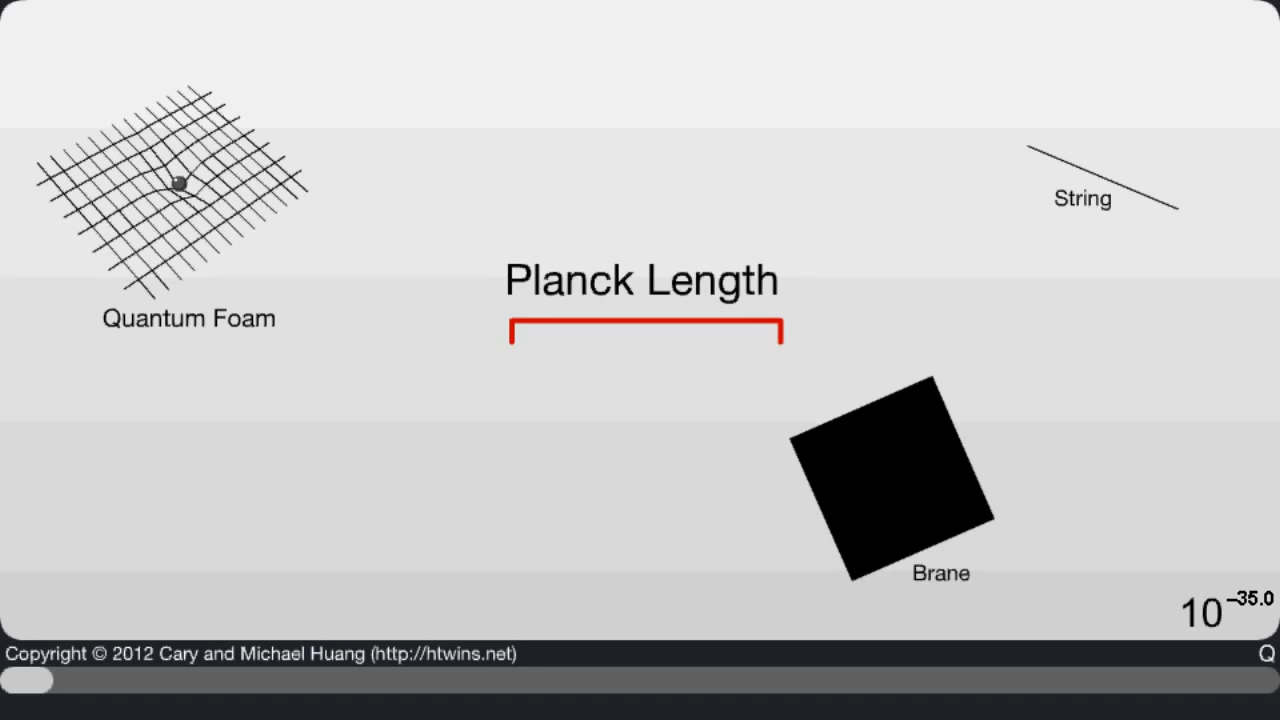 String
Planck Length
Quantum Foam
Brane
10^–35.0
Copyright © 2012 Cary and Michael Huang (http://htwins.net)
Q